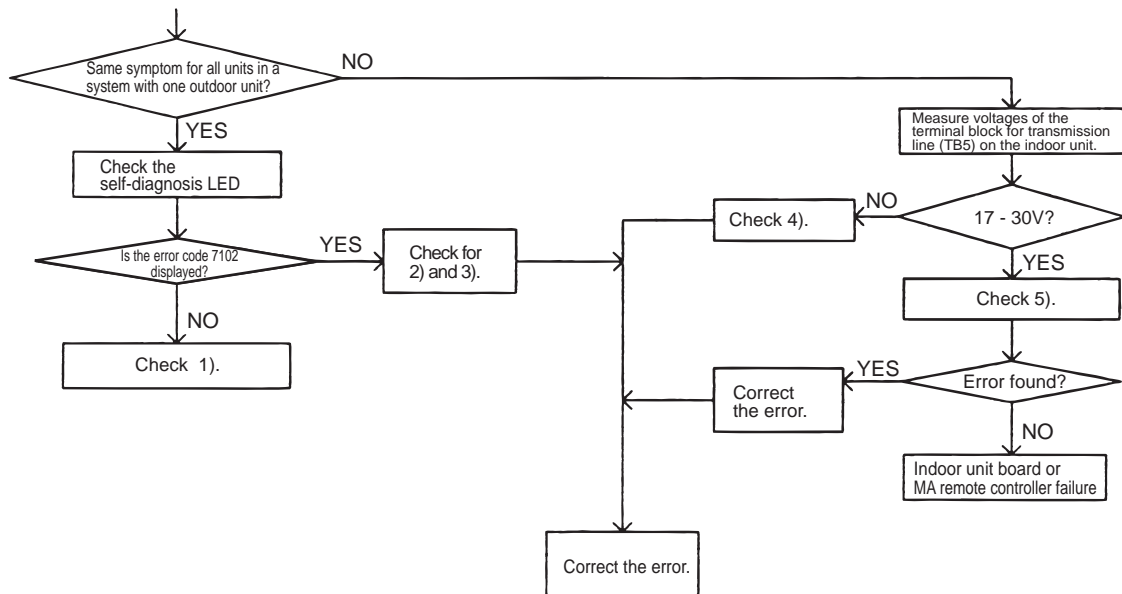 Same symptom for all units in a
system with one outdoor unit?
NO
YES
Measure voltages of the
terminal block for transmission
line (TB5) on the indoor unit.
Check the
self-diagnosis LED
17 - 30V?
NO
Check 4).
YES
Is the error code 7102
displayed?
YES
Check for
2) and 3).
NO
Check 5).
Check 1).
Error found?
YES
Correct
the error.
NO
Indoor unit board or
MA remote controller failure
Correct the error.